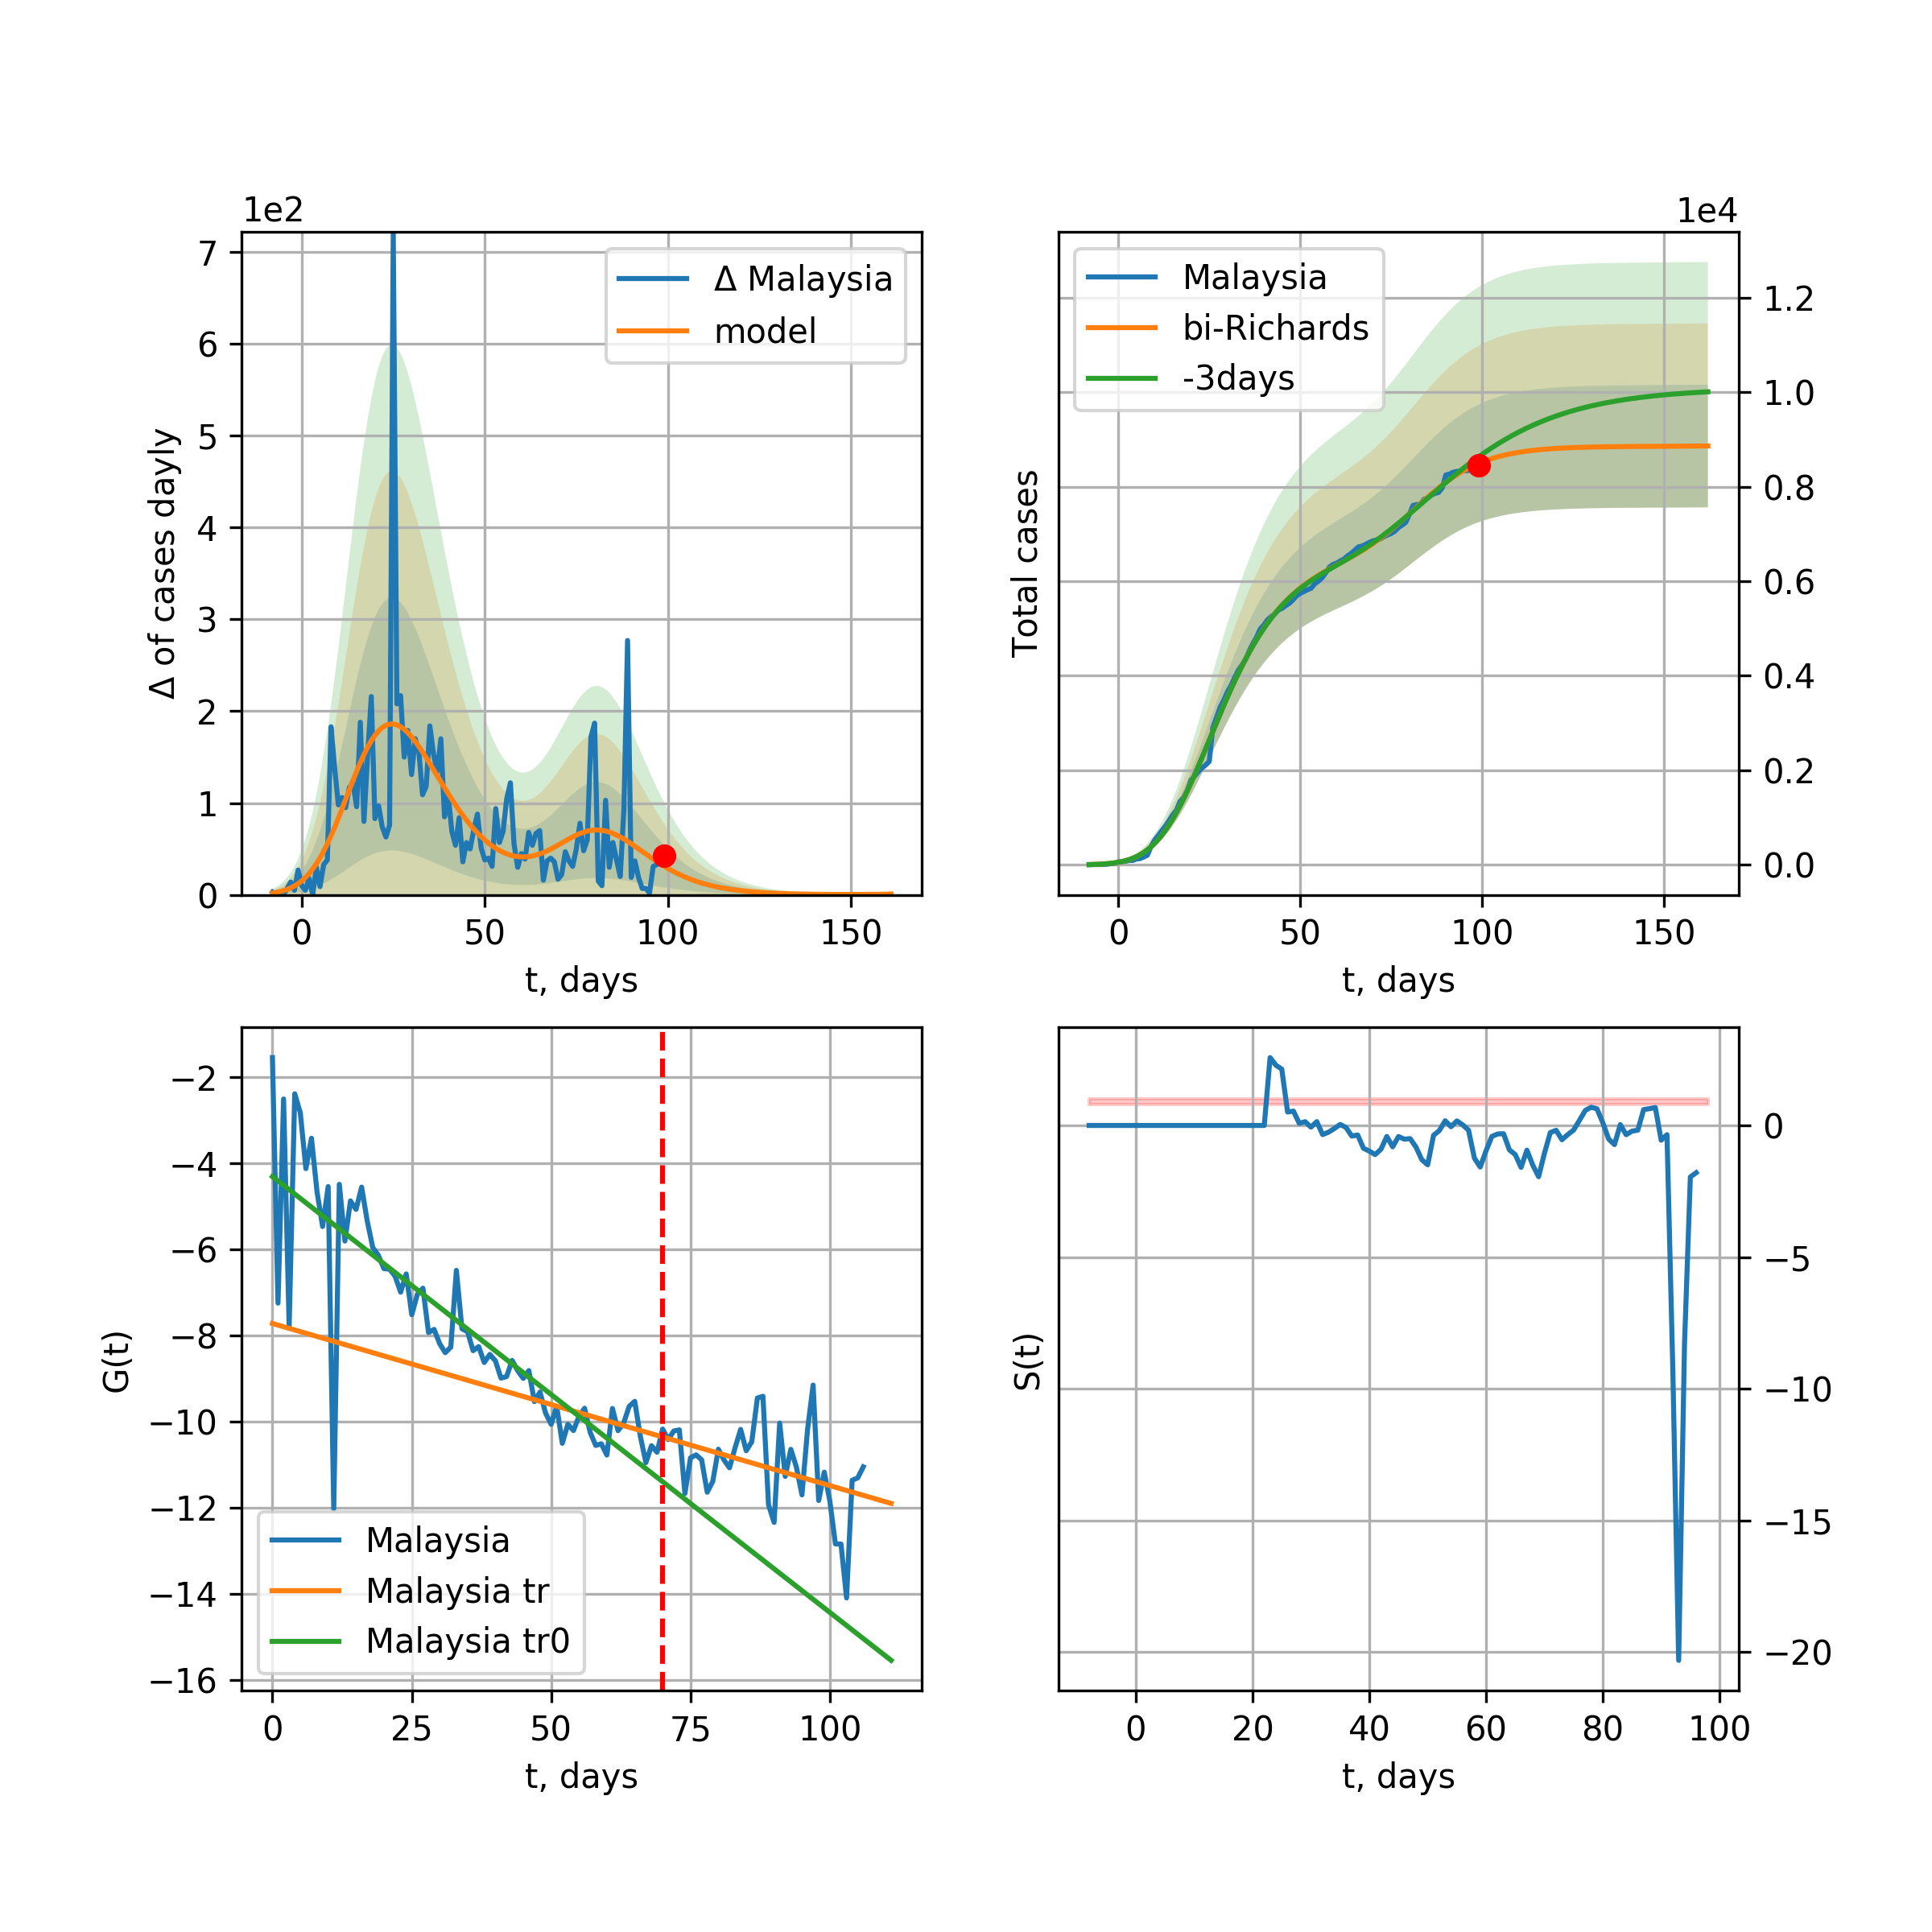 1e2
7
6
5
4
3
2
1
0
Δ of cases dayly
Δ Malaysia
model
0 50 100 150
t, days
1e4
Malaysia
bi-Richards
-3days
Total cases
1.2
1.0
0.8
0.6
0.4
0.2
0.0
0 50 100 150
t, days
−2
−4
−6
−8
−10
−12
−14
−16
G(t)
Malaysia
Malaysia tr
Malaysia tr0
0 25 50 75 100
t, days
S(t)
0
−5
−10
−15
−20
0 20 40 60 80 100
t, days